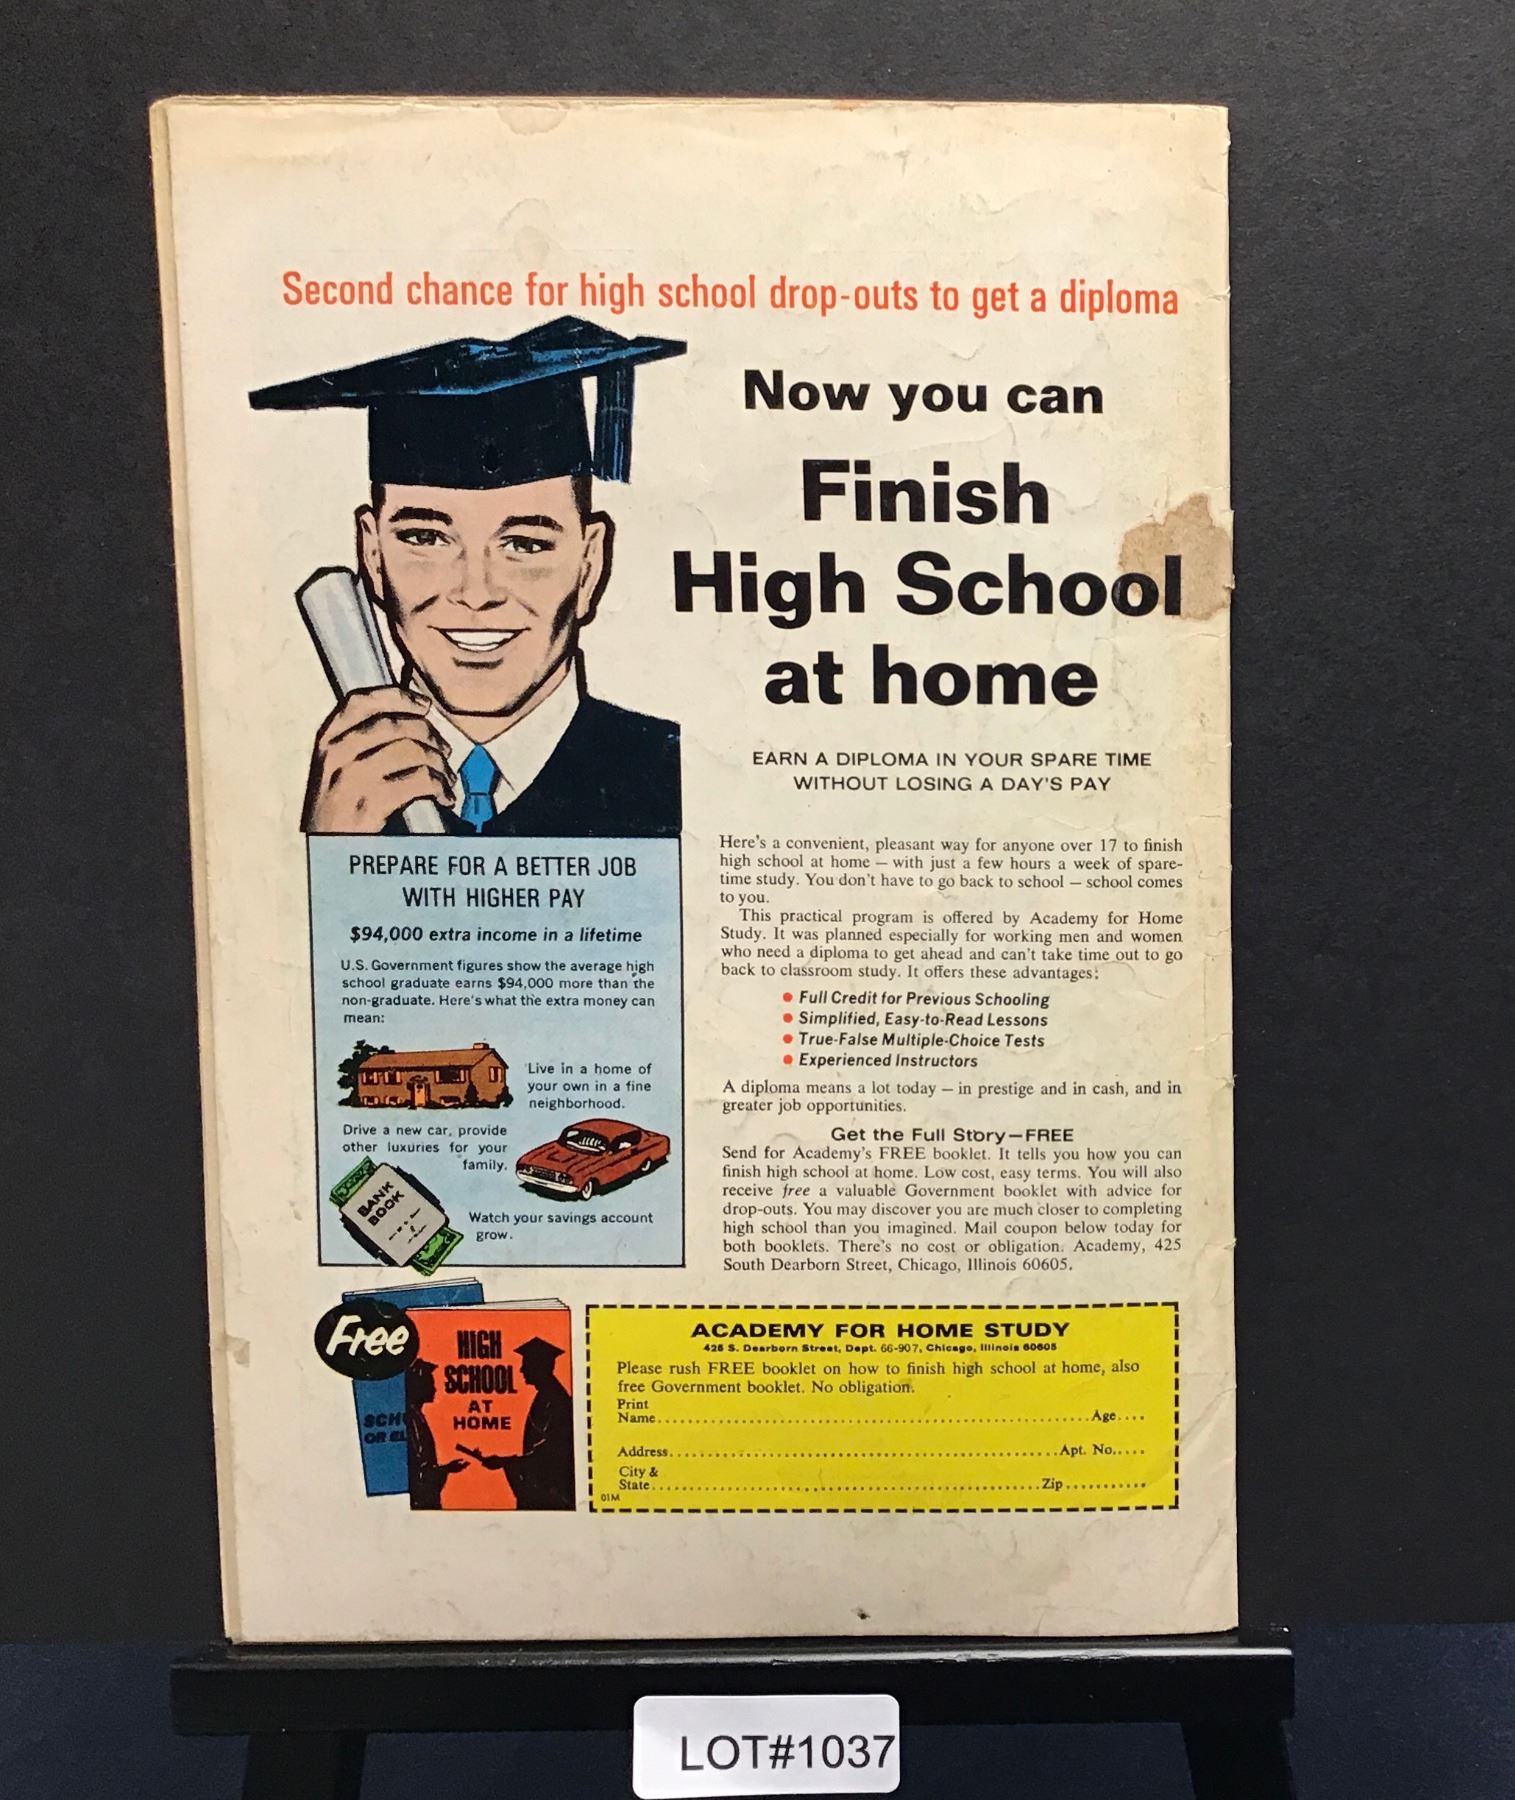 Second chance for high school drop-outs to get a diploma
Now you can
Finish
High School
at home
EARN A DIPLOMA IN YOUR SPARE TIME
WITHOUT LOSING A DAY'S PAY
PREPARE FOR A BETTER JOB
WITH HIGHER PAY
$94,000 extra income in a lifetime
U.S. Government figures show the average high
school graduate earns $94,000 more than the
non-graduate. Here's what the extra money can
mean:
Live in a home of
your own in a fine
neighborhood.
Drive a new car, provide
other luxuries for your
family.
BANK
BOOK
Watch your savings account
grow.
Here's a convenient, pleasant way for anyone over 17 to finish
high school at home — with just a few hours a week of spare-
time study. You don't have to go back to school — school comes
to you.
This practical program is offered by Academy for Home
Study. It was planned especially for working men and women
who need a diploma to get ahead and can't take time out to go
back to classroom study. It offers these advantages:
• Full Credit for Previous Schooling
• Simplified, Easy-to-Read Lessons
• True-False Multiple-Choice Tests
• Experienced Instructors
A diploma means a lot today — in prestige and in cash, and in
greater job opportunities.
Get the Full Story—FREE
Send for Academy's FREE booklet. It tells you how you can
finish high school at home. Low cost, easy terms. You will also
receive free a valuable Government booklet with advice for
drop-outs. You may discover you are much closer to completing
high school than you imagined. Mail coupon below today for
both booklets. There's no cost or obligation. Academy, 425
South Dearborn Street, Chicago, Illinois 60605.
Free
HIGH
SCHOOL
AT
HOME
SCH
OR
ACADEMY FOR HOME STUDY
425 S. Dearborn Street, Dept. 66-907, Chicago, Illinois 60605
Please rush FREE booklet on how to finish high school at home, also
free Government booklet. No obligation.
Print
Name.......... Age....
Address.......... Apt. No.....
City &
State.......... Zip..........
01M
LOT#1037